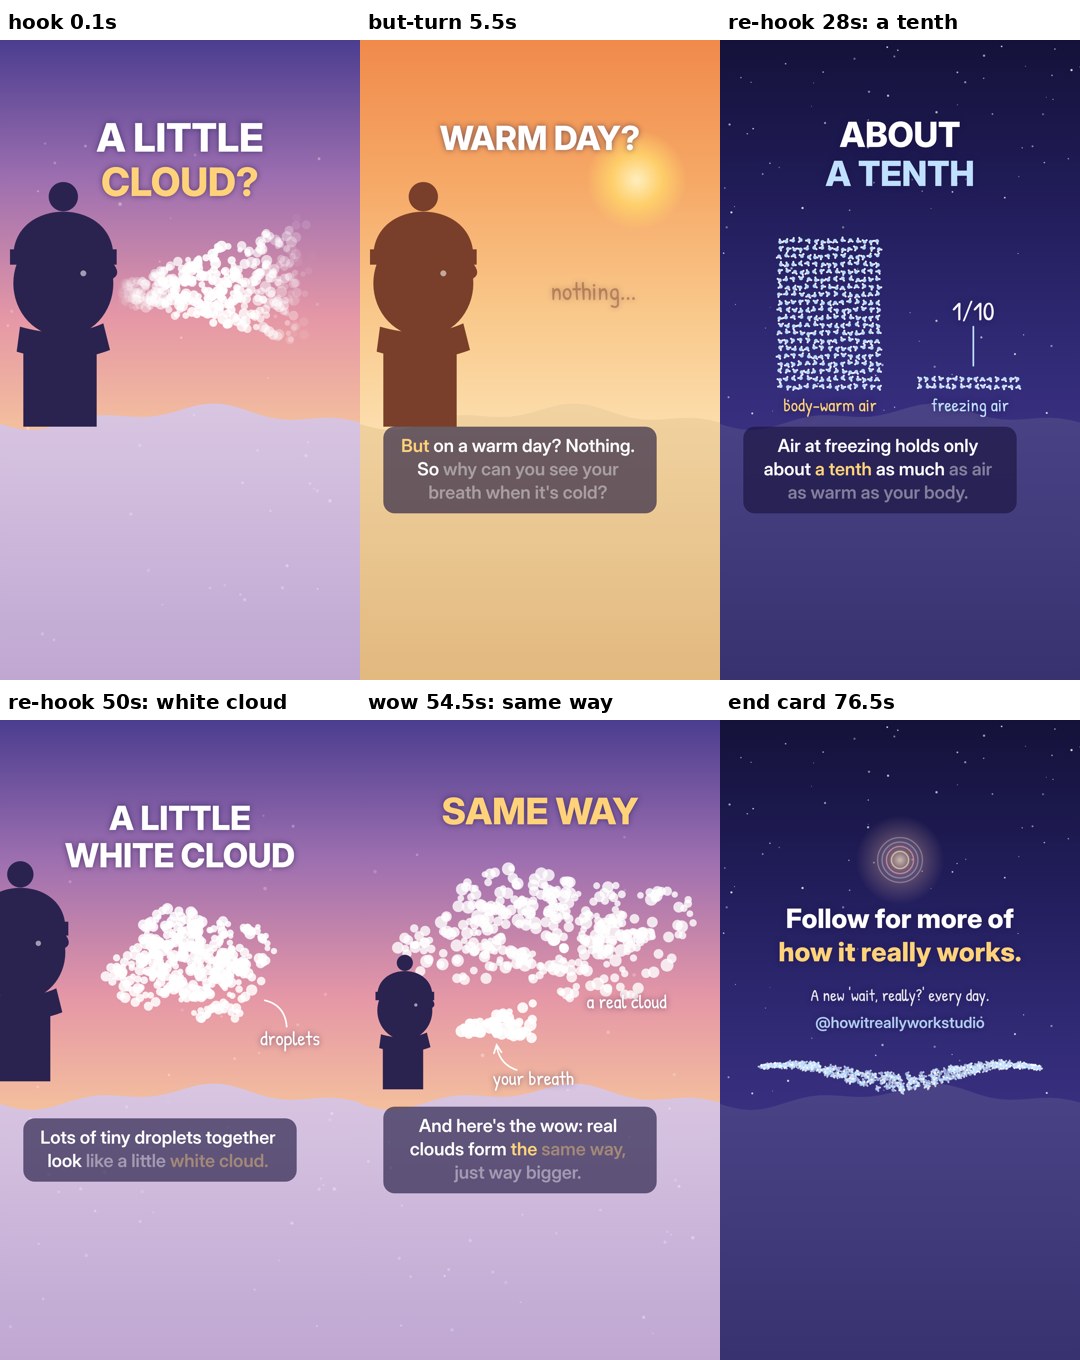 hook 0.1s
A LITTLE
CLOUD?
but-turn 5.5s
WARM DAY?
nothing...
But on a warm day? Nothing.
So why can you see your
breath when it's cold?
re-hook 28s: a tenth
ABOUT
A TENTH
1/10
body-warm air
freezing air
Air at freezing holds only
about a tenth as much as air
as warm as your body.
re-hook 50s: white cloud
A LITTLE
WHITE CLOUD
droplets
Lots of tiny droplets together
look like a little white cloud.
wow 54.5s: same way
SAME WAY
a real cloud
your breath
And here's the wow: real
clouds form the same way,
just way bigger.
end card 76.5s
Follow for more of
how it really works.
A new 'wait, really?' every day.
@howitreallyworkstudio